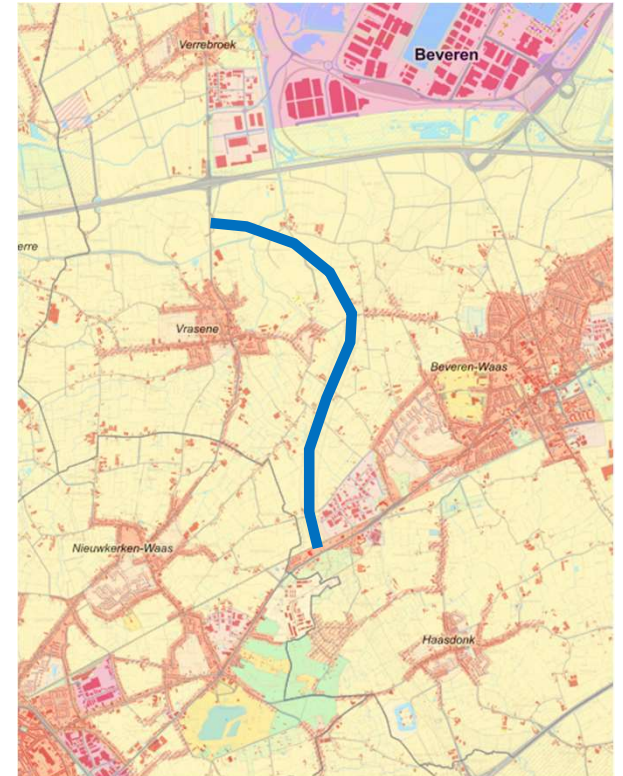 Verrebroek
Beveren
erre
Vrasene
Beveren-Waas
Nieuwkerken-Waas
Haasdonk